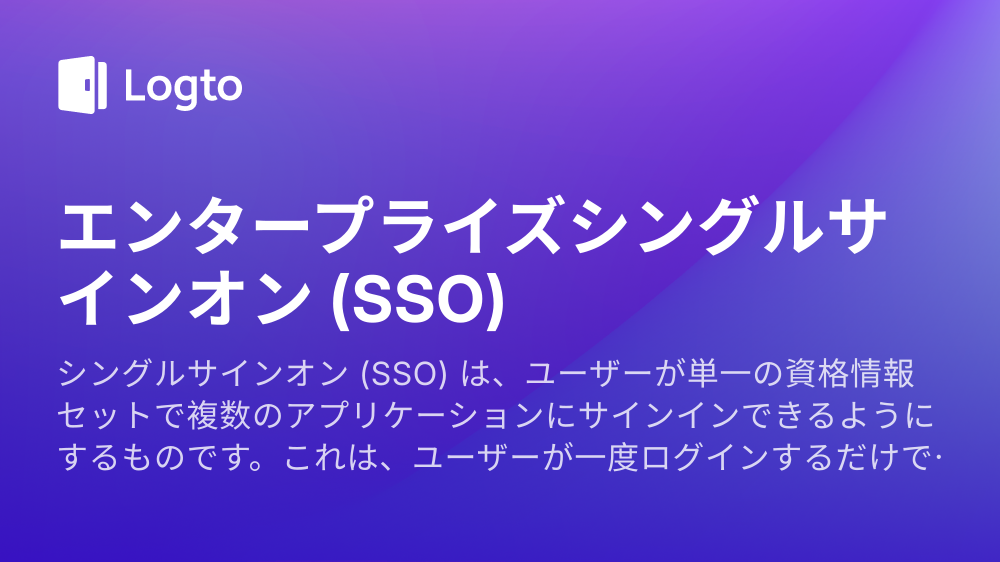 Logto
エンタープライズシングルサ
インオン (SSO)
シングルサインオン (SSO) は、ユーザーが単一の資格情報
セットで複数のアプリケーションにサインインできるように
するものです。これは、ユーザーが一度ログインするだけで·